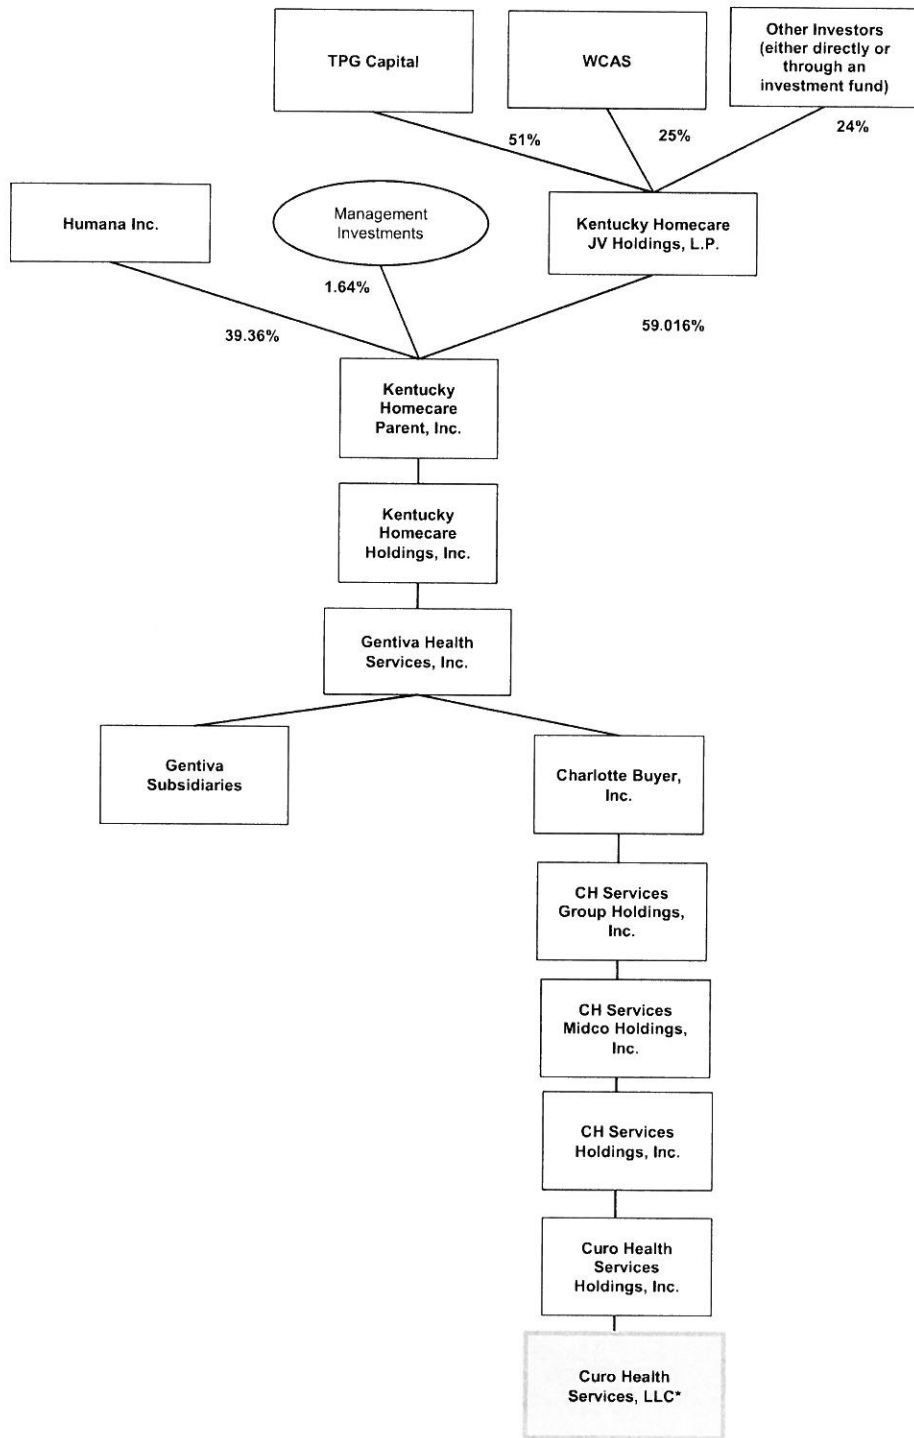 TPG Capital
WCAS
Other Investors
(either directly or
through an
investment fund)
51%
25%
24%
Humana Inc.
Management
Investments
Kentucky Homecare
JV Holdings, L.P.
1.64%
39.36%
59.016%
Kentucky
Homecare
Parent, Inc.
Kentucky
Homecare
Holdings, Inc.
Gentiva Health
Services, Inc.
Gentiva
Subsidiaries
Charlotte Buyer,
Inc.
CH Services
Group Holdings,
Inc.
CH Services
Midco Holdings,
Inc.
CH Services
Holdings, Inc.
Curo Health
Services
Holdings, Inc.
Curo Health
Services, LLC*